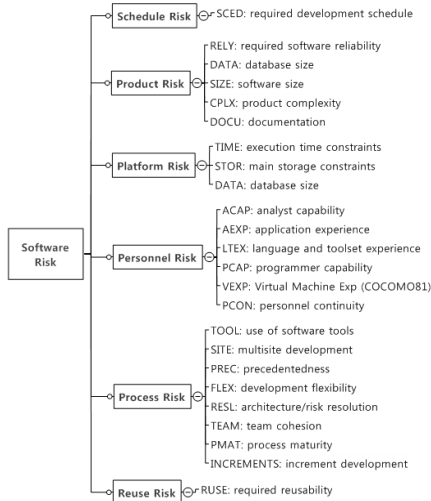 Schedule Risk
SCED: required development schedule
Product Risk
RELY: required software reliability
DATA: database size
SIZE: software size
CPLX: product complexity
DOCU: documentation
Platform Risk
TIME: execution time constraints
STOR: main storage constraints
DATA: database size
Software
Risk
Personnel Risk
ACAP: analyst capability
AEXP: application experience
LTEX: language and toolset experience
PCAP: programmer capability
VEXP: Virtual Machine Exp (COCOMO81)
PCON: personnel continuity
Process Risk
TOOL: use of software tools
SITE: multisite development
PREC: precedentedness
FLEX: development flexibility
RESL: architecture/risk resolution
TEAM: team cohesion
PMAT: process maturity
INCREMENTS: increment development
Reuse Risk
RUSE: required reusability